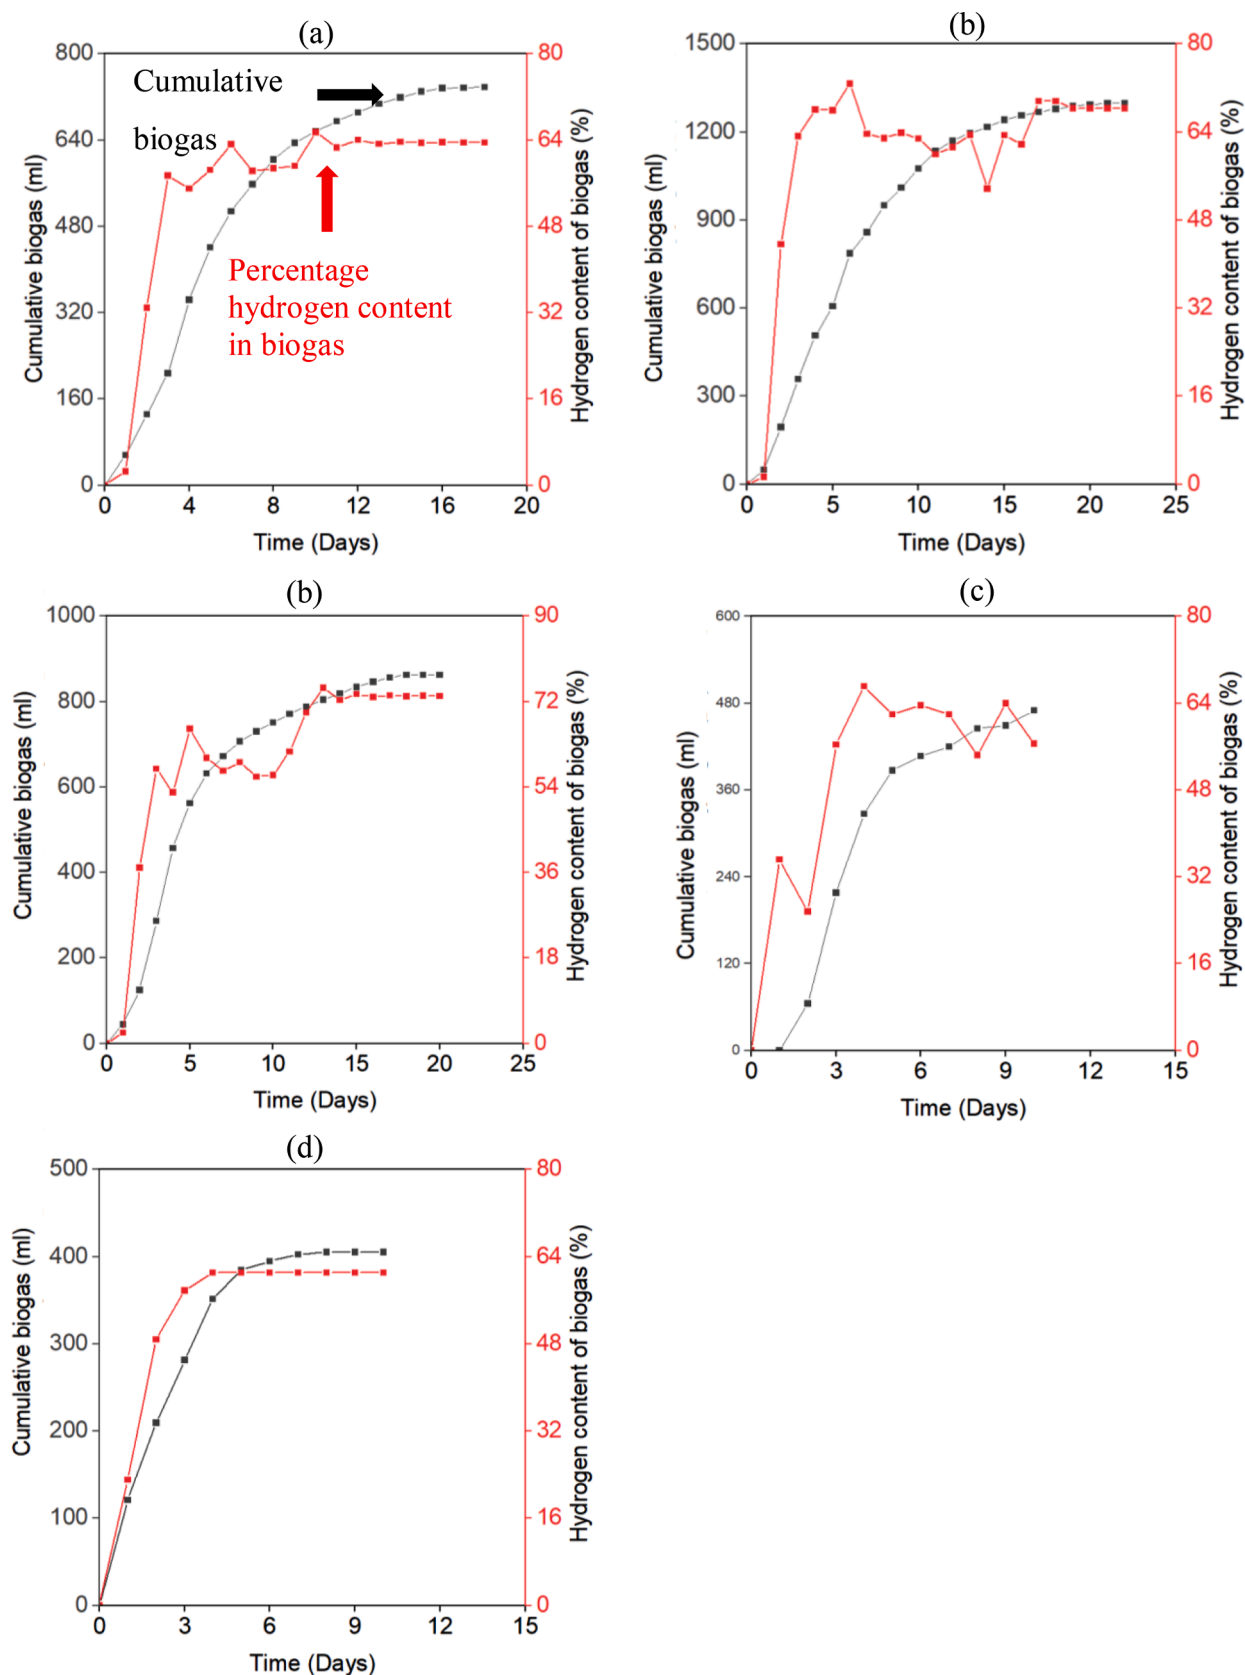 (a)
800
640
480
320
160
0
Cumulative biogas (ml)
Cumulative
biogas
Percentage
hydrogen content
in biogas
80
64
48
32
16
0
Hydrogen content of biogas (%)
0 4 8 12 16 20
Time (Days)
(b)
1500
1200
900
600
300
0
Cumulative biogas (ml)
80
64
48
32
16
0
Hydrogen content of biogas (%)
0 5 10 15 20 25
Time (Days)
(b)
1000
800
600
400
200
0
Cumulative biogas (ml)
90
72
54
36
18
0
Hydrogen content of biogas (%)
0 5 10 15 20 25
Time (Days)
(c)
600
480
360
240
120
0
Cumulative biogas (ml)
80
64
48
32
16
0
Hydrogen content of biogas (%)
0 3 6 9 12 15
Time (Days)
(d)
500
400
300
200
100
0
Cumulative biogas (ml)
80
64
48
32
16
0
Hydrogen content of biogas (%)
0 3 6 9 12 15
Time (Days)